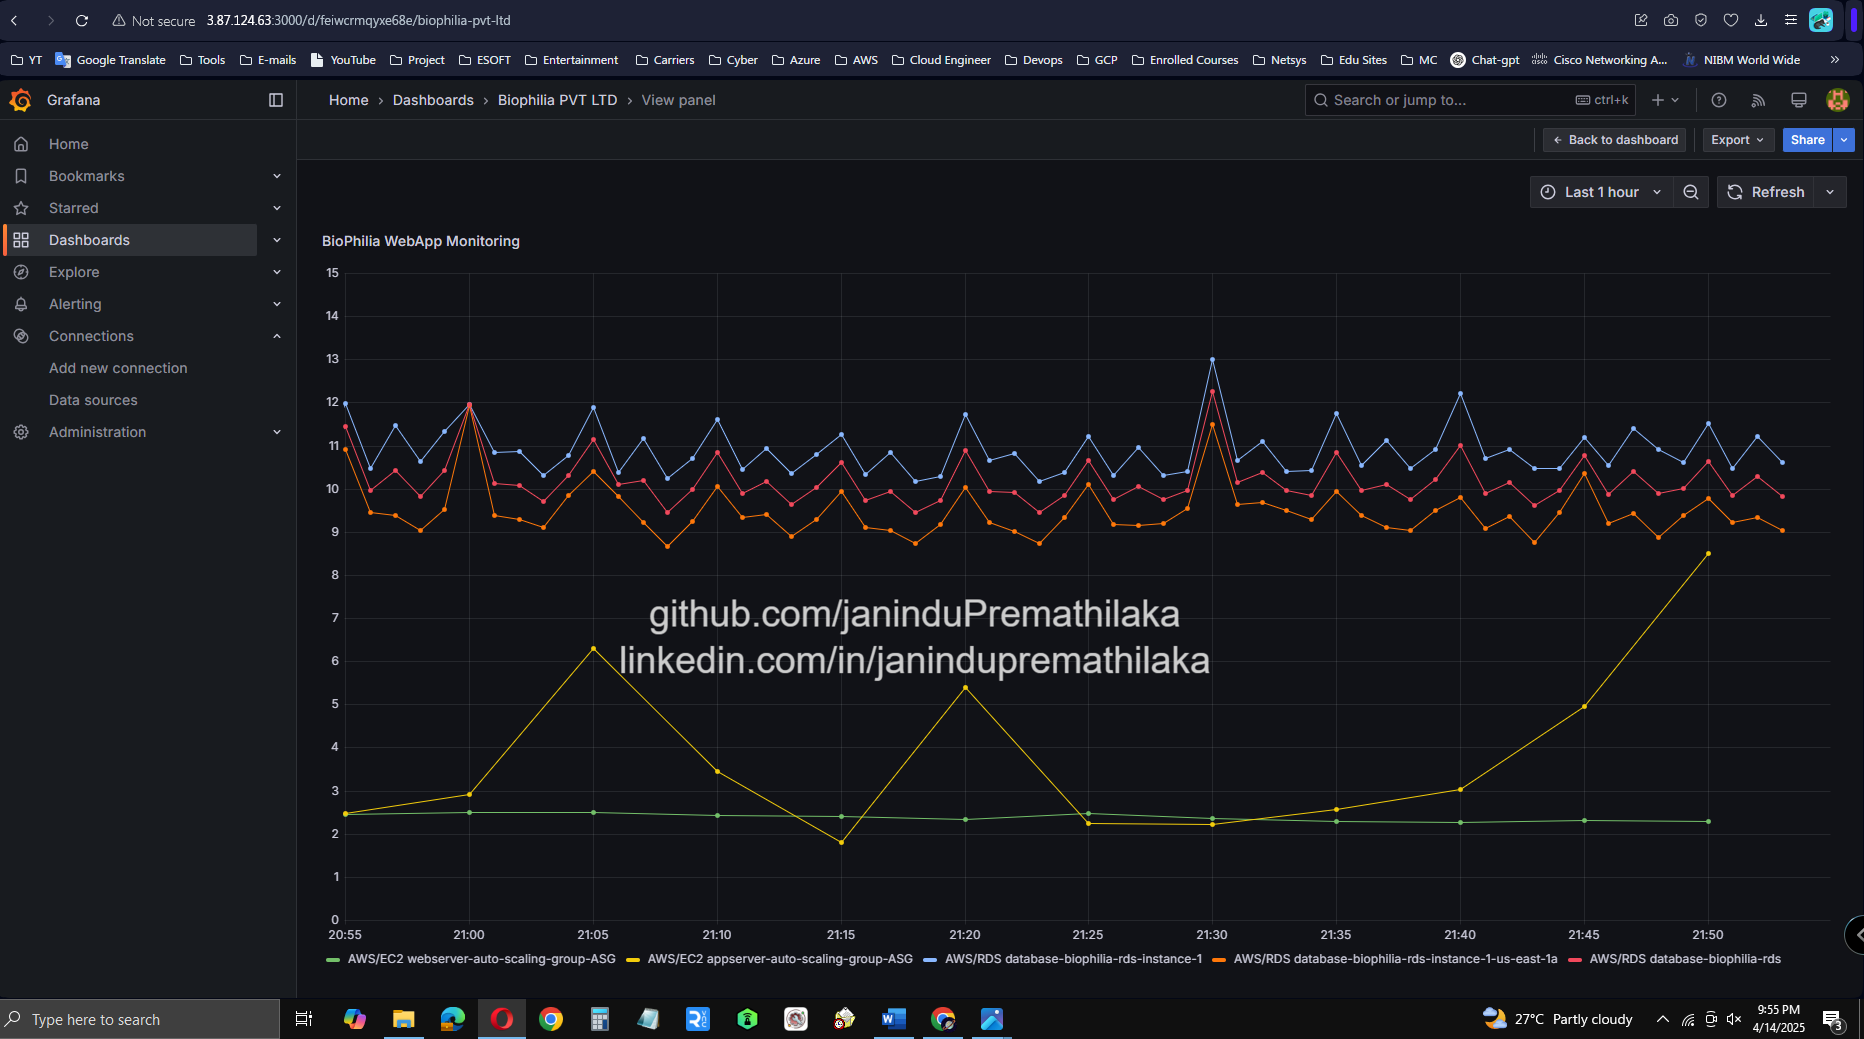 Not secure 3.87.124.63:3000/d/feiwcrmqyxe68e/biophilia-pvt-ltd
YT Google Translate Tools E-mails YouTube Project ESOFT Entertainment Carriers Cyber Azure AWS Cloud Engineer Devops GCP Enrolled Courses Netsys Edu Sites MC Chat-gpt Cisco Networking A... NIBM World Wide »
Grafana
Home › Dashboards › Biophilia PVT LTD › View panel
Search or jump to... ctrl+k
Home
Bookmarks
Starred
Dashboards
Explore
Alerting
Connections
Add new connection
Data sources
Administration
← Back to dashboard Export Share
Last 1 hour Refresh
BioPhilia WebApp Monitoring
15
14
13
12
11
10
9
8
7
6
5
4
3
2
1
0
github.com/janinduPremathilaka
linkedin.com/in/janindupremathilaka
20:55 21:00 21:05 21:10 21:15 21:20 21:25 21:30 21:35 21:40 21:45 21:50
AWS/EC2 webserver-auto-scaling-group-ASG AWS/EC2 appserver-auto-scaling-group-ASG AWS/RDS database-biophilia-rds-instance-1 AWS/RDS database-biophilia-rds-instance-1-us-east-1a AWS/RDS database-biophilia-rds
Type here to search
27°C Partly cloudy
9:55 PM
4/14/2025
3